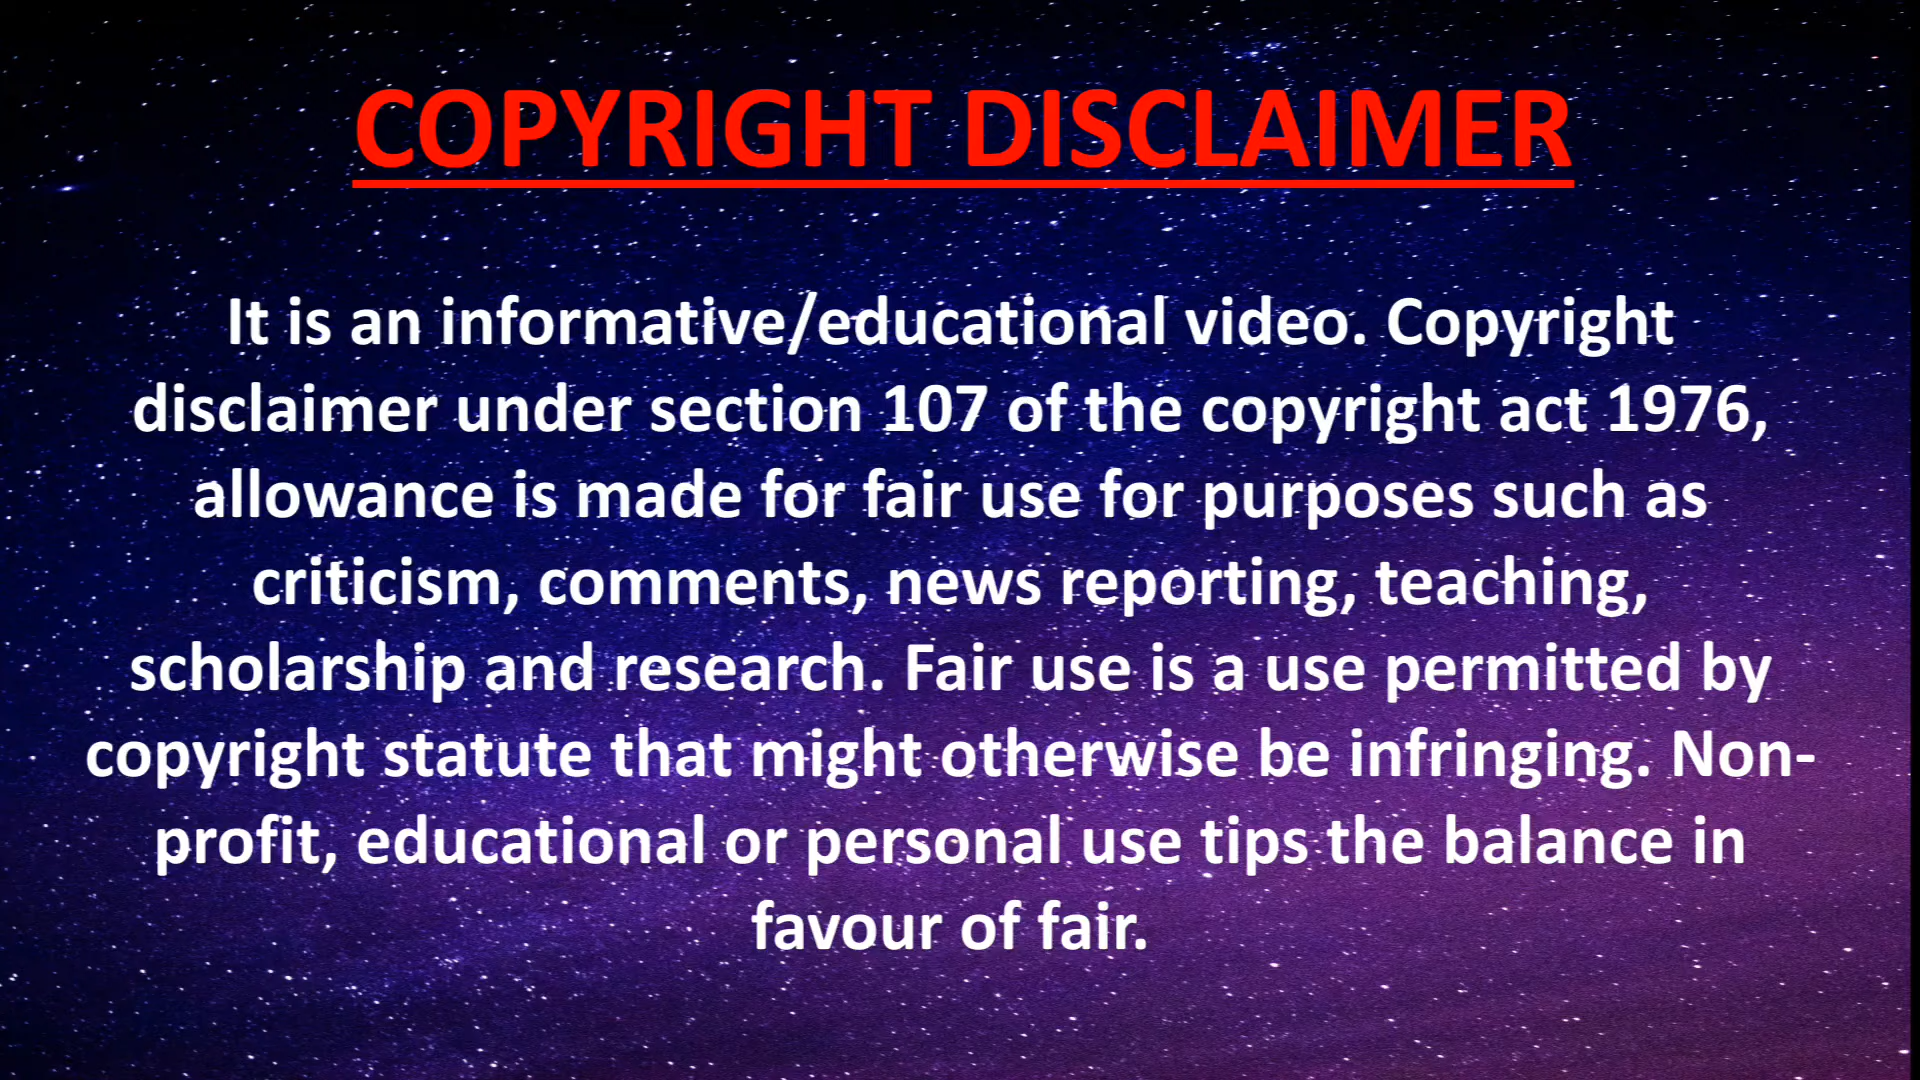 COPYRIGHT DISCLAIMER
It is an informative/educational video. Copyright
disclaimer under section 107 of the copyright act 1976,
allowance is made for fair use for purposes such as
criticism, comments, news reporting, teaching,
scholarship and research. Fair use is a use permitted by
copyright statute that might otherwise be infringing. Non-
profit, educational or personal use tips the balance in
favour of fair.